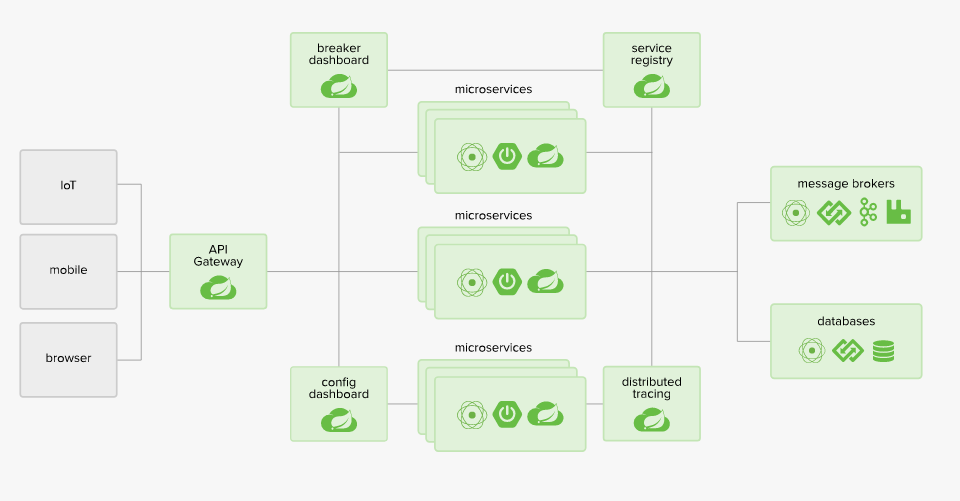 breaker
dashboard
service
registry
microservices
IoT
mobile
browser
API
Gateway
microservices
message brokers
databases
microservices
config
dashboard
distributed
tracing